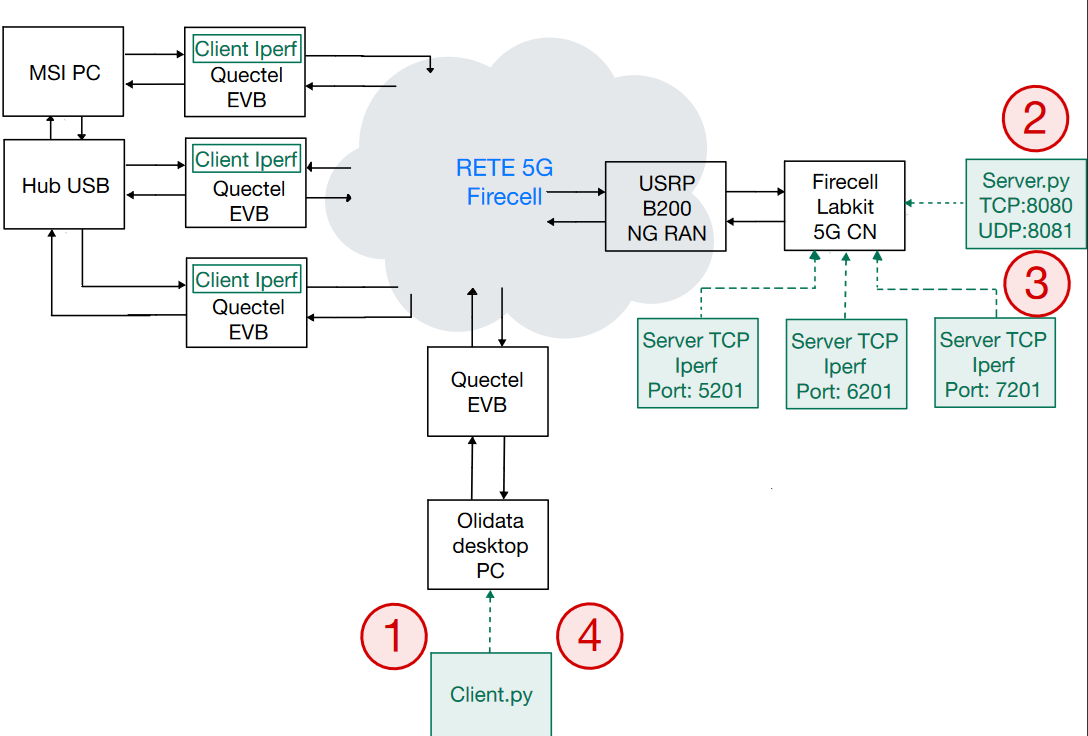 MSI PC
Client Iperf
Quectel
EVB
Hub USB
Client Iperf
Quectel
EVB
Client Iperf
Quectel
EVB
RETE 5G
Firecell
USRP
B200
NG RAN
Firecell
Labkit
5G CN
2
Server.py
TCP:8080
UDP:8081
3
Server TCP
Iperf
Port: 5201
Server TCP
Iperf
Port: 6201
Server TCP
Iperf
Port: 7201
Quectel
EVB
Olidata
desktop
PC
1
4
Client.py